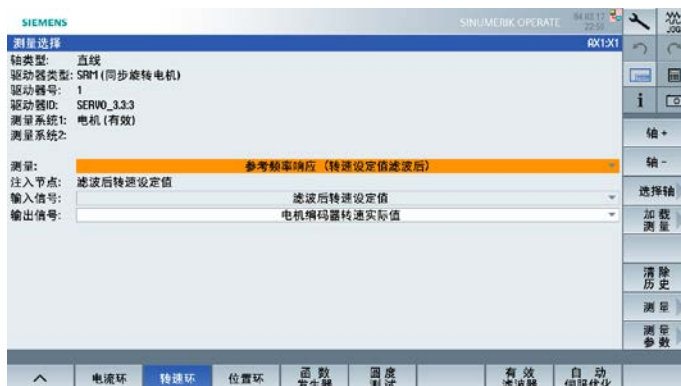 SIEMENS
SINUMERIK OPERATE
22:55
JOG
测量选择
AX1:X1
轴类型: 直线
驱动器类型: SRM (同步旋转电机)
驱动器号: 1
驱动器ID: SERVO_3.3:3
测量系统1: 电机 (有效)
测量系统2:
测量: 参考频率响应 (转速设定值滤波后)
注入节点: 滤波后转速设定值
输入信号: 滤波后转速设定值
输出信号: 电机编码器转速实际值
轴 +
轴 -
选择轴
加载
测量
清除
历史
测量
测量
参数
电流环
转速环
位置环
函数
发生器
圆度
测试
有效
滤波器
自动
伺服优化